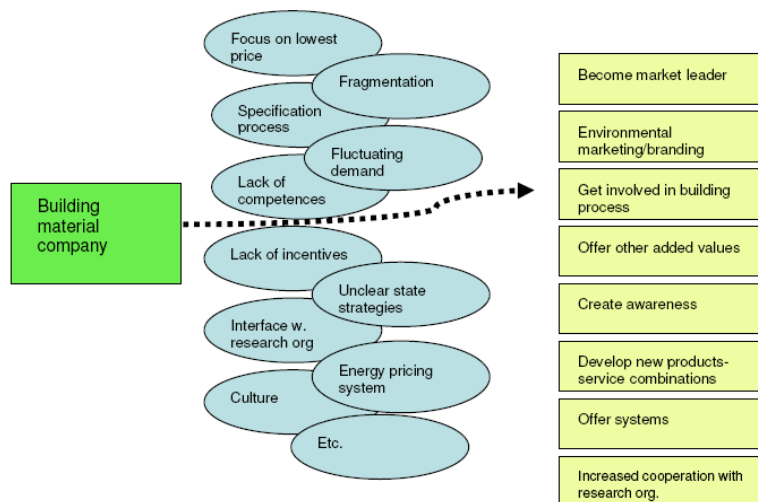 Building
material
company
Focus on lowest
price
Fragmentation
Specification
process
Fluctuating
demand
Lack of
competences
Lack of incentives
Unclear state
strategies
Interface w.
research org
Energy pricing
system
Culture
Etc.
Become market leader
Environmental
marketing/branding
Get involved in building
process
Offer other added values
Create awareness
Develop new products-
service combinations
Offer systems
Increased cooperation with
research org.